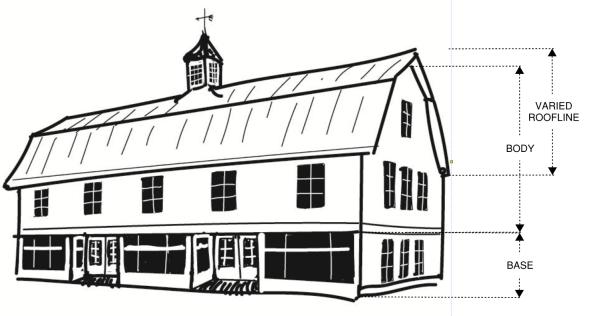 VARIED
ROOFLINE
BODY
BASE